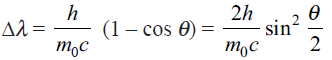 Δλ = h/m₀c (1 − cos θ) = 2h/m₀c sin² θ/2